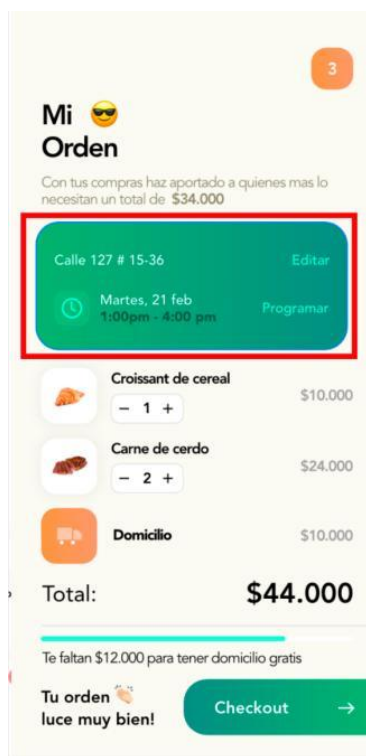 3
Mi 😎
Orden
Con tus compras haz aportado a quienes mas lo
necesitan un total de $34.000
Calle 127 # 15-36 Editar
Martes, 21 feb
1:00pm - 4:00 pm Programar
Croissant de cereal
− 1 + $10.000
Carne de cerdo
− 2 + $24.000
Domicilio $10.000
Total: $44.000
Te faltan $12.000 para tener domicilio gratis
Tu orden 👏🏻
luce muy bien!
Checkout →